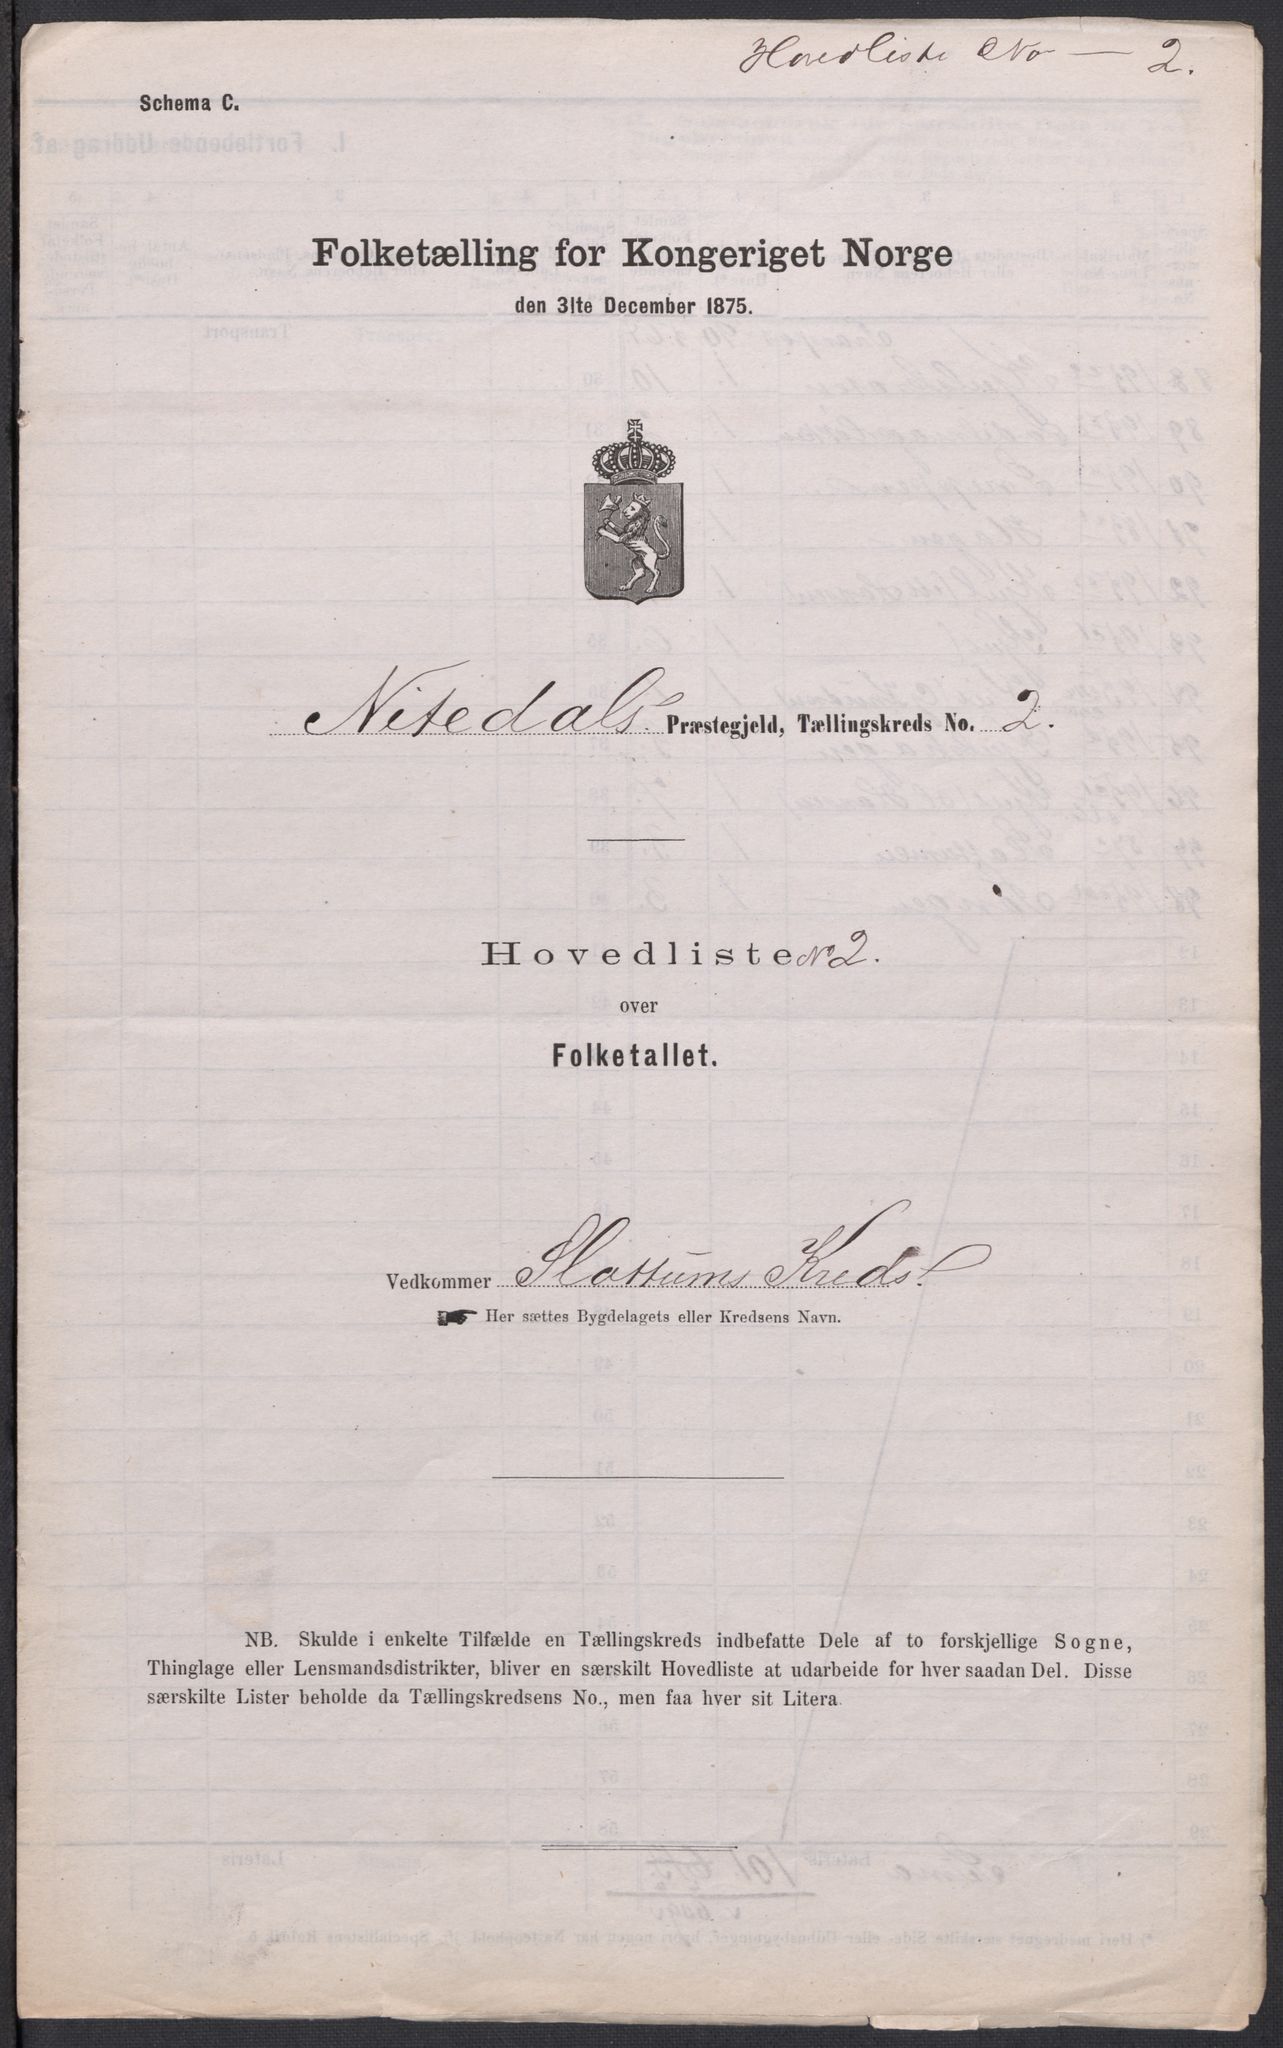 Hovedliste No — 2.
Schema C.
Folketælling for Kongeriget Norge
den 31te December 1875.
Nitedals Præstegjeld, Tællingskreds No. 2.
Hovedliste No 2.
over
Folketallet.
Vedkommer Slattums Kreds.
Her sættes Bygdelagets eller Kredsens Navn.
NB. Skulde i enkelte Tilfælde en Tællingskreds indbefatte Dele af to forskjellige Sogne,
Thinglage eller Lensmandsdistrikter, bliver en særskilt Hovedliste at udarbeide for hver saadan Del. Disse
særskilte Lister beholde da Tællingskredsens No., men faa hver sit Litera.